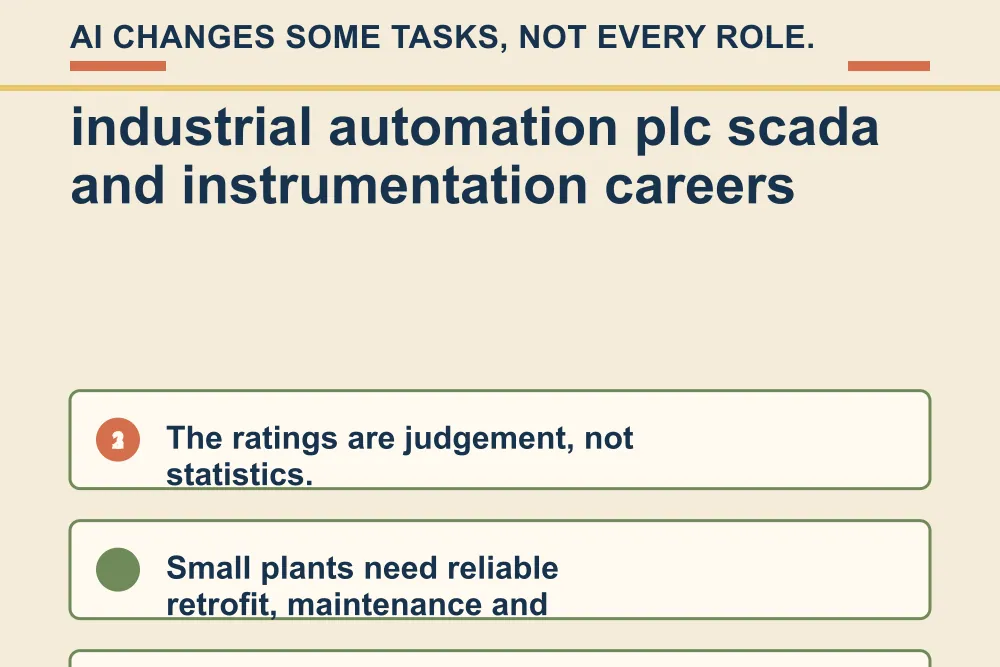 AI CHANGES SOME TASKS, NOT EVERY ROLE.
industrial automation plc scada
and instrumentation careers
The ratings are judgement, not
statistics.
Small plants need reliable
retrofit, maintenance and